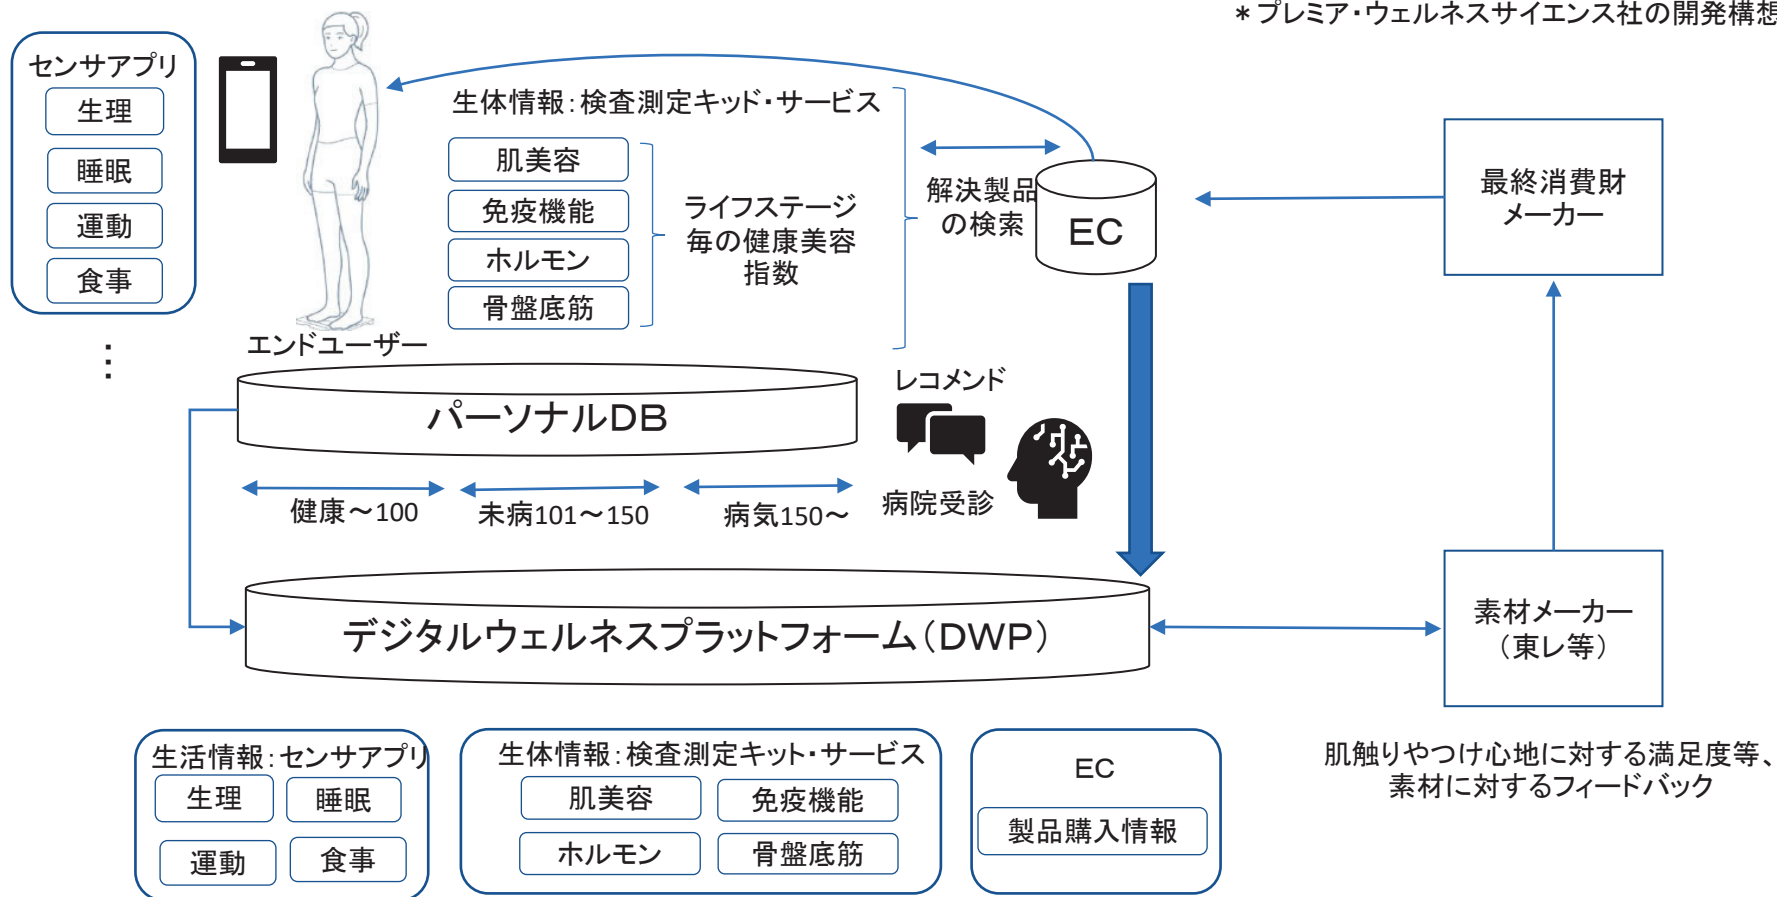 *プレミア・ウェルネスサイエンス社の開発構想
センサアプリ
生理
睡眠
運動
食事
⋮
エンドユーザー
生体情報：検査測定キッド・サービス
肌美容
免疫機能
ホルモン
骨盤底筋
ライフステージ
毎の健康美容
指数
解決製品
の検索
EC
最終消費財
メーカー
パーソナルDB
レコメンド
病院受診
健康～100
未病101～150
病気150～
デジタルウェルネスプラットフォーム（DWP）
素材メーカー
（東レ等）
肌触りやつけ心地に対する満足度等、
素材に対するフィードバック
生活情報：センサアプリ
生理
睡眠
運動
食事
生体情報：検査測定キット・サービス
肌美容
免疫機能
ホルモン
骨盤底筋
EC
製品購入情報